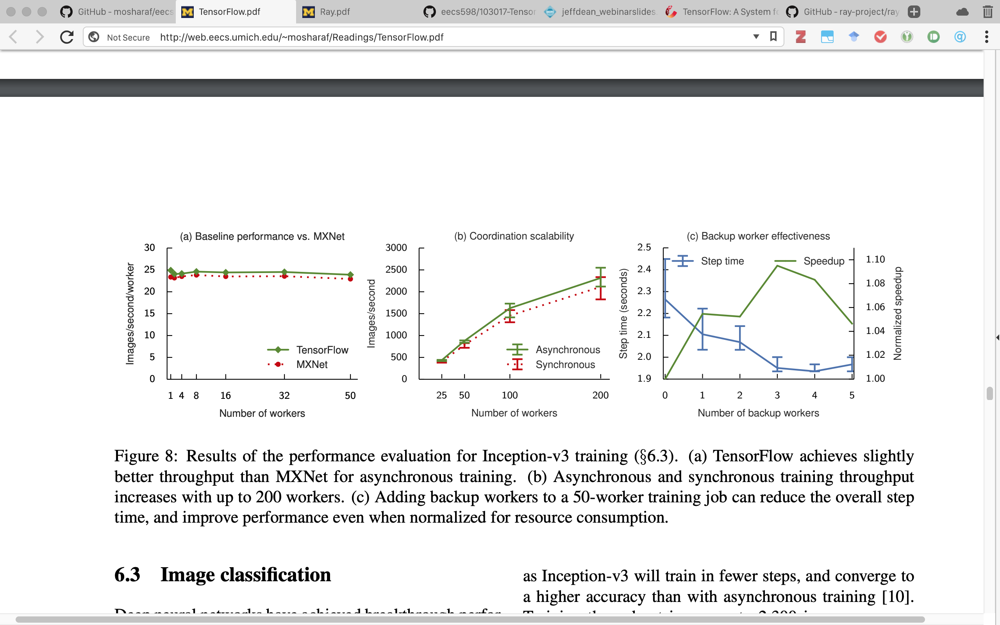 GitHub - mosharaf/eecs
TensorFlow.pdf
Ray.pdf
eecs598/103017-Tensor
jeffdean_webinarslides.
TensorFlow: A System fo
GitHub - ray-project/ray
Not Secure http://web.eecs.umich.edu/~mosharaf/Readings/TensorFlow.pdf
(a) Baseline performance vs. MXNet
30
25
20
15
10
5
0
Images/second/worker
TensorFlow
MXNet
1 4 8 16 32 50
Number of workers
(b) Coordination scalability
3000
2500
2000
1500
1000
500
0
Images/second
Asynchronous
Synchronous
25 50 100 200
Number of workers
(c) Backup worker effectiveness
2.5
2.4
2.3
2.2
2.1
2.0
1.9
Step time (seconds)
Step time
Speedup
1.10
1.08
1.06
1.04
1.02
1.00
Normalized speedup
0 1 2 3 4 5
Number of backup workers
Figure 8: Results of the performance evaluation for Inception-v3 training (§6.3). (a) TensorFlow achieves slightly
better throughput than MXNet for asynchronous training. (b) Asynchronous and synchronous training throughput
increases with up to 200 workers. (c) Adding backup workers to a 50-worker training job can reduce the overall step
time, and improve performance even when normalized for resource consumption.
6.3 Image classification
Deep neural networks have achieved breakthrough perfor-
as Inception-v3 will train in fewer steps, and converge to
a higher accuracy than with asynchronous training [10].